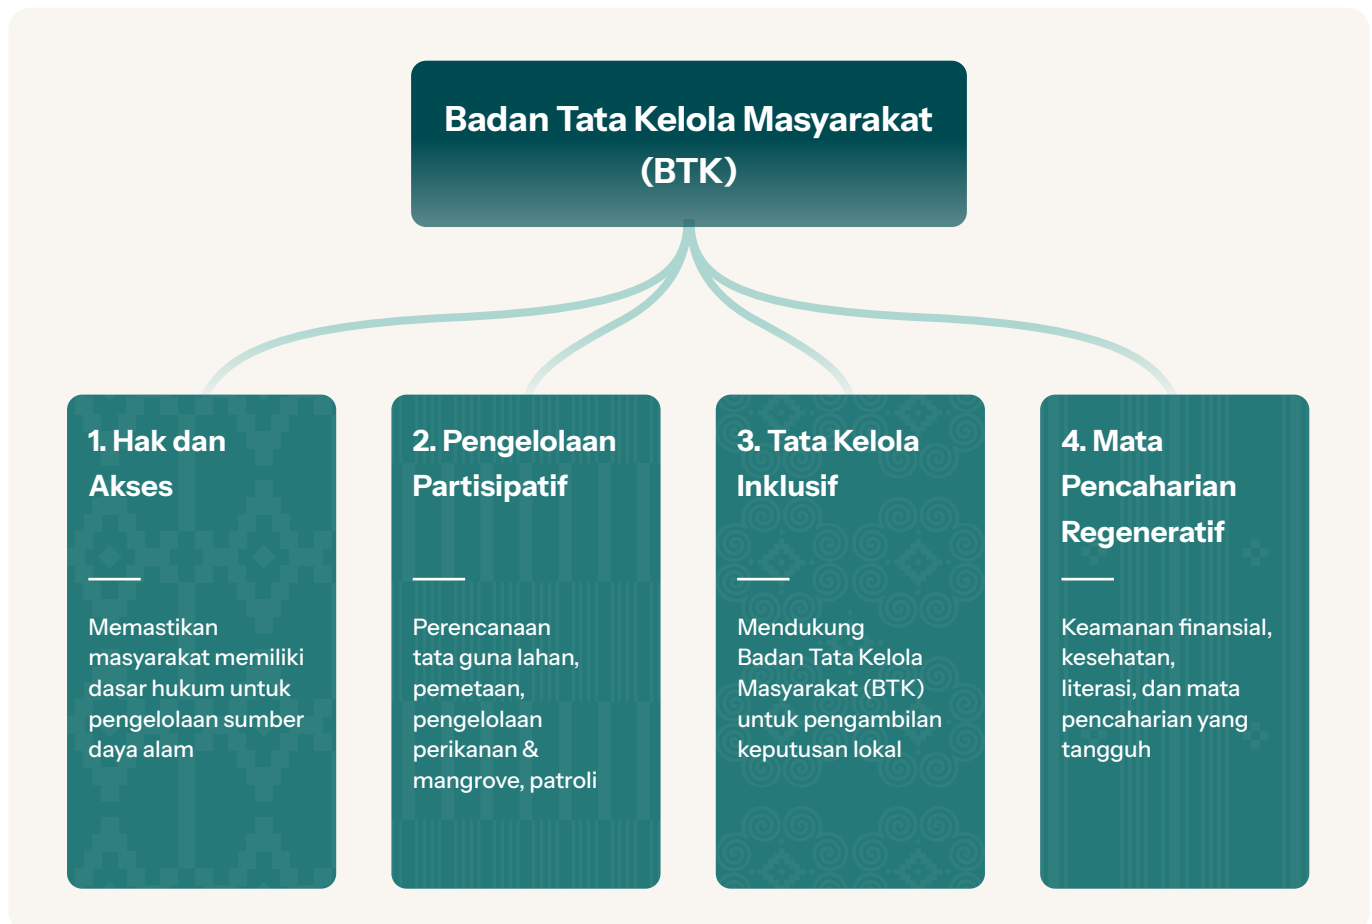 Badan Tata Kelola Masyarakat
(BTK)
1. Hak dan
Akses
Memastikan
masyarakat memiliki
dasar hukum untuk
pengelolaan sumber
daya alam
2. Pengelolaan
Partisipatif
Perencanaan
tata guna lahan,
pemetaan,
pengelolaan
perikanan &
mangrove, patroli
3. Tata Kelola
Inklusif
Mendukung
Badan Tata Kelola
Masyarakat (BTK)
untuk pengambilan
keputusan lokal
4. Mata
Pencaharian
Regeneratif
Keamanan finansial,
kesehatan,
literasi, dan mata
pencaharian yang
tangguh